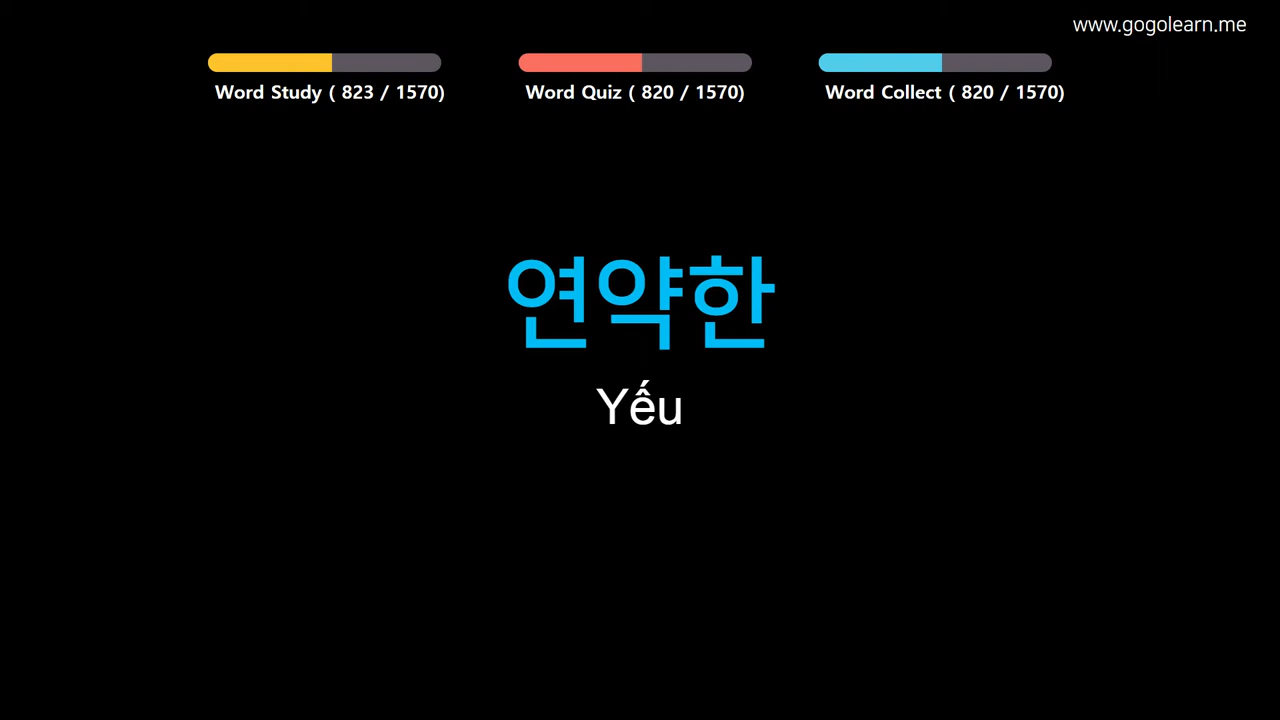 www.gogolearn.me
Word Study ( 823 / 1570)
Word Quiz ( 820 / 1570)
Word Collect ( 820 / 1570)
연약한
Yếu